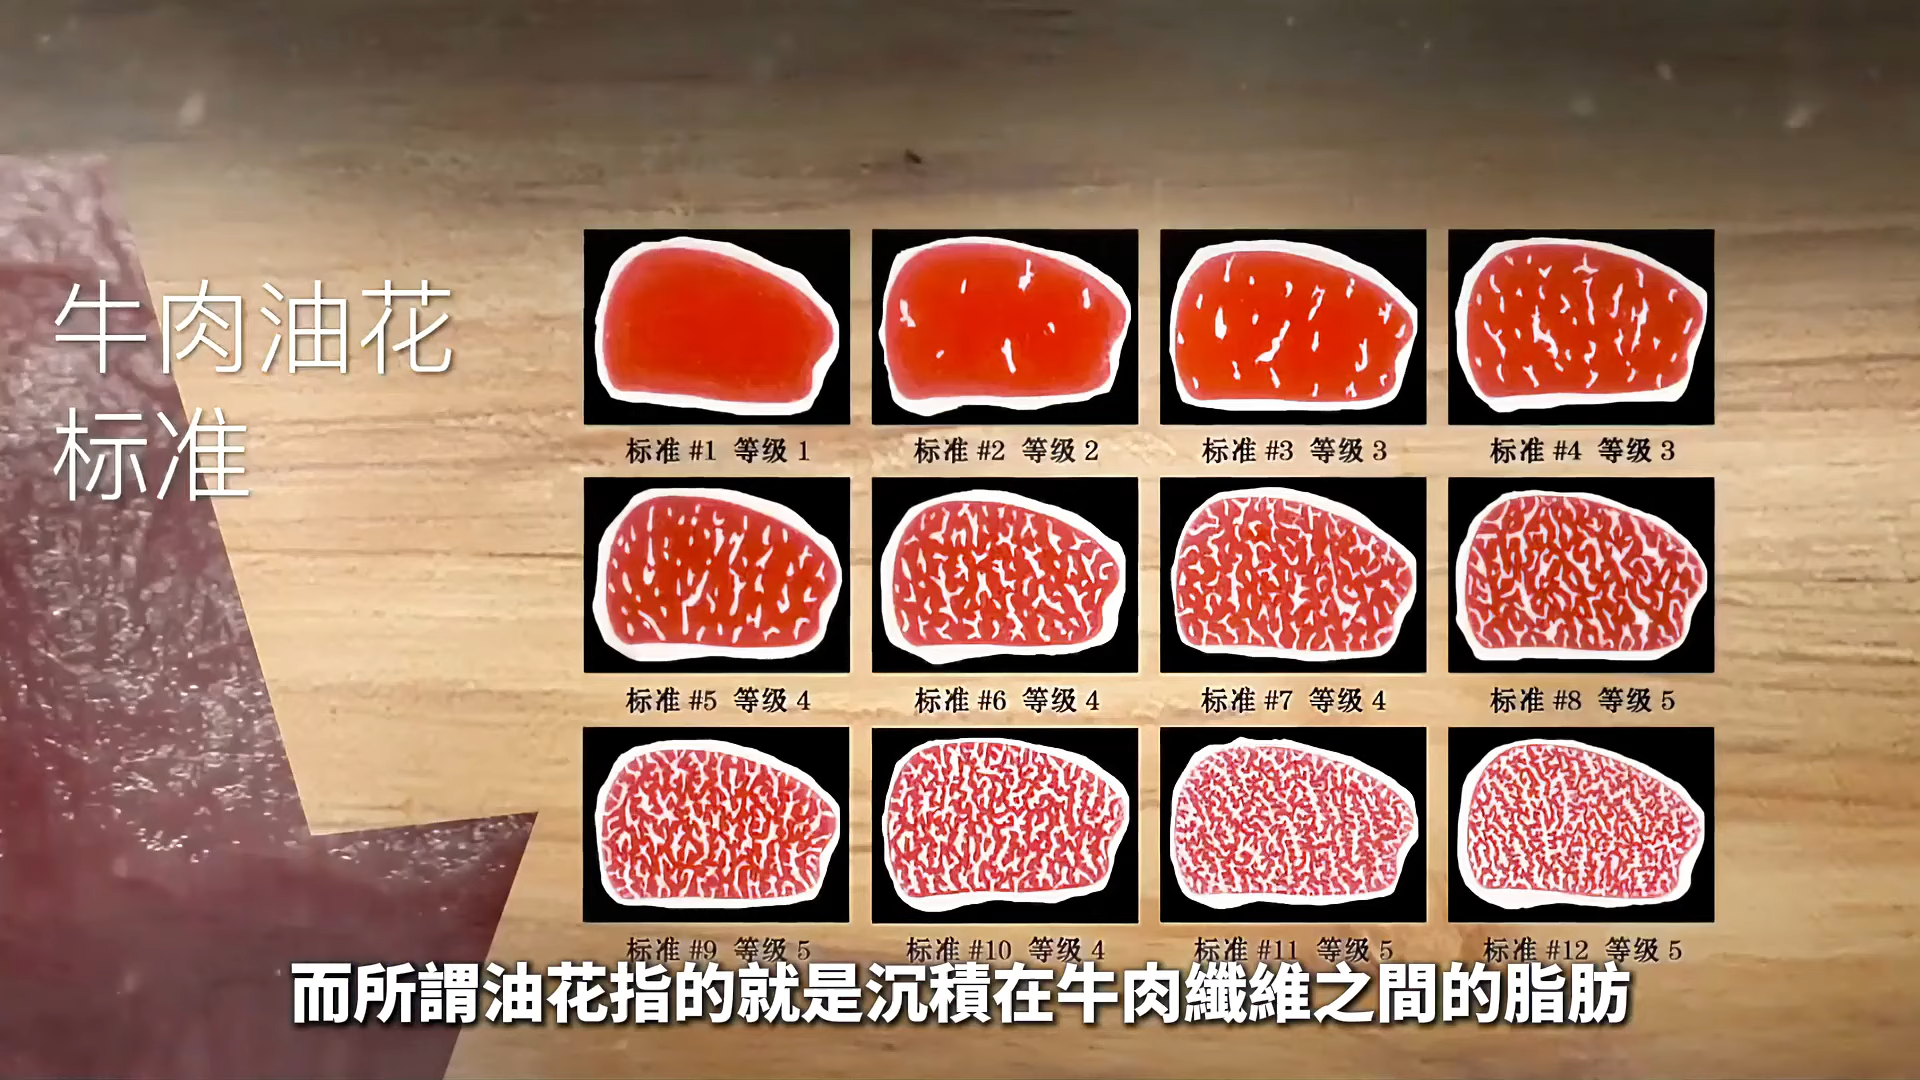 牛肉油花
标准
标准 #1 等级 1
标准 #2 等级 2
标准 #3 等级 3
标准 #4 等级 3
标准 #5 等级 4
标准 #6 等级 4
标准 #7 等级 4
标准 #8 等级 5
标准 #9 等级 5
标准 #10 等级 4
标准 #11 等级 5
标准 #12 等级 5
而所謂油花指的就是沉積在牛肉纖維之間的脂肪